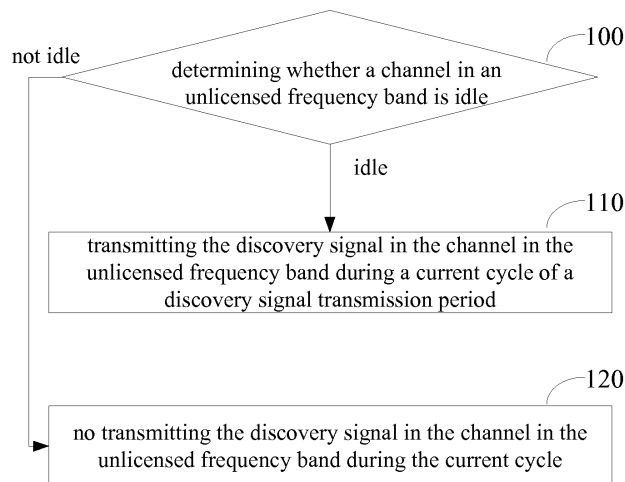 100
not idle
determining whether a channel in an
unlicensed frequency band is idle
idle
110
transmitting the discovery signal in the channel in the
unlicensed frequency band during a current cycle of a
discovery signal transmission period
120
no transmitting the discovery signal in the channel in the
unlicensed frequency band during the current cycle